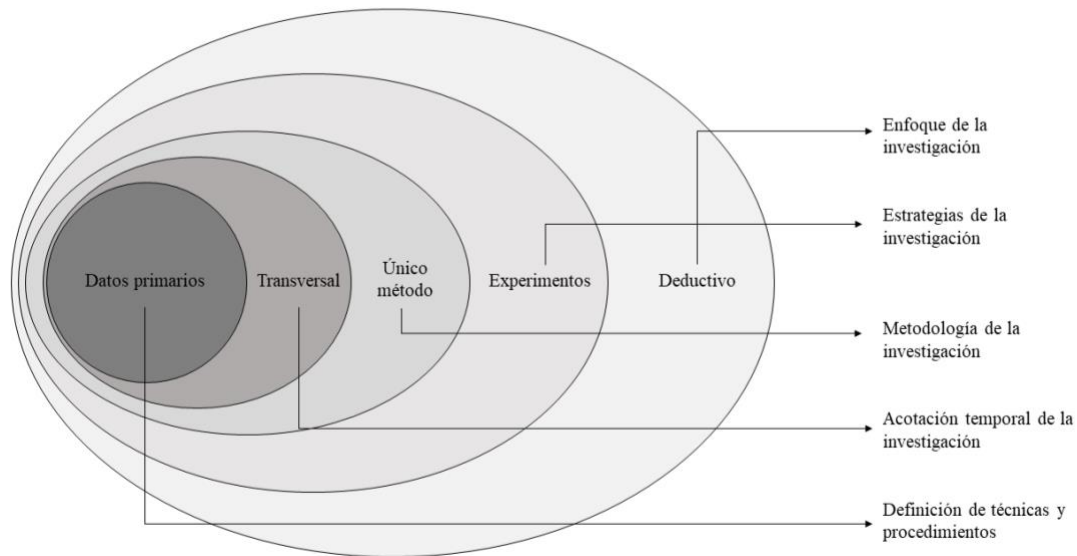 Enfoque de la
investigación
Estrategias de la
investigación
Datos primarios
Transversal
Único
método
Experimentos
Deductivo
Metodología de la
investigación
Acotación temporal de la
investigación
Definición de técnicas y
procedimientos